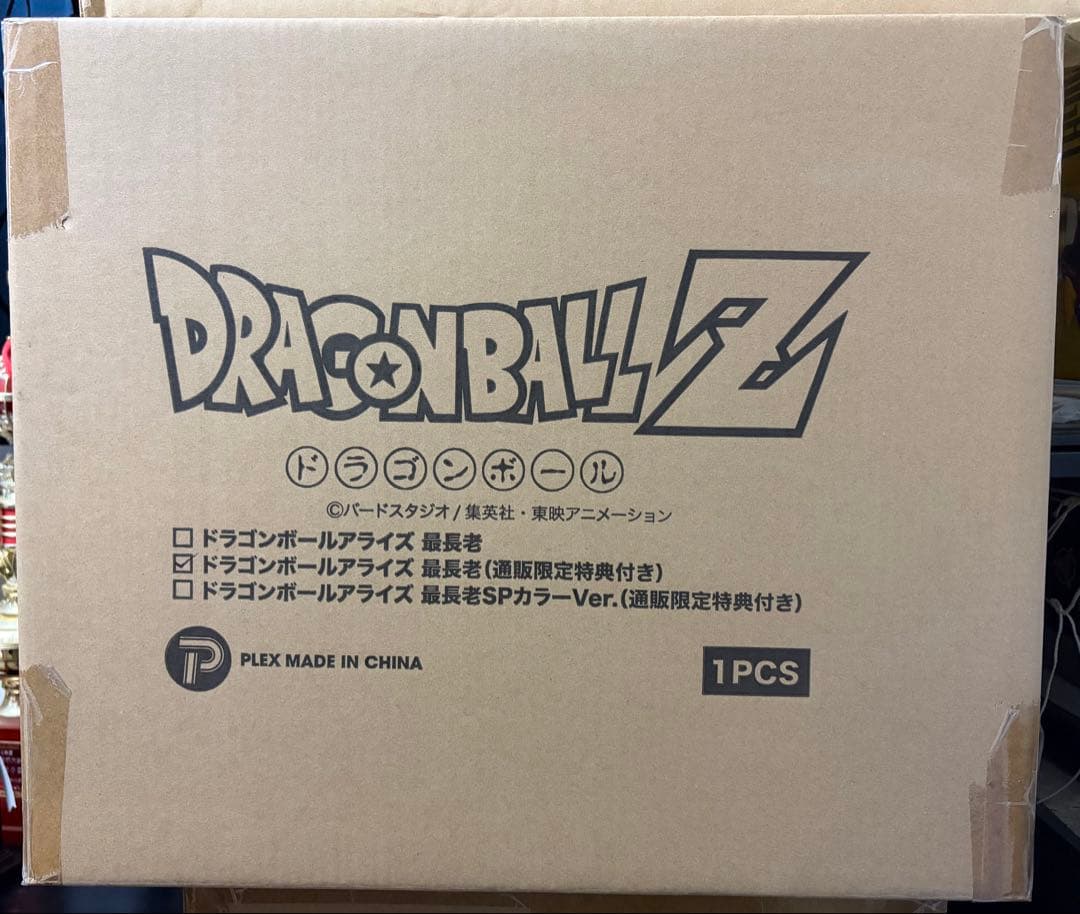 DRAGONBALL Z
ドラゴンボール
©バードスタジオ/集英社・東映アニメーション
☐ ドラゴンボールアライズ 最長老
☑ ドラゴンボールアライズ 最長老(通販限定特典付き)
☐ ドラゴンボールアライズ 最長老SPカラーVer.(通販限定特典付き)
P PLEX MADE IN CHINA
1PCS